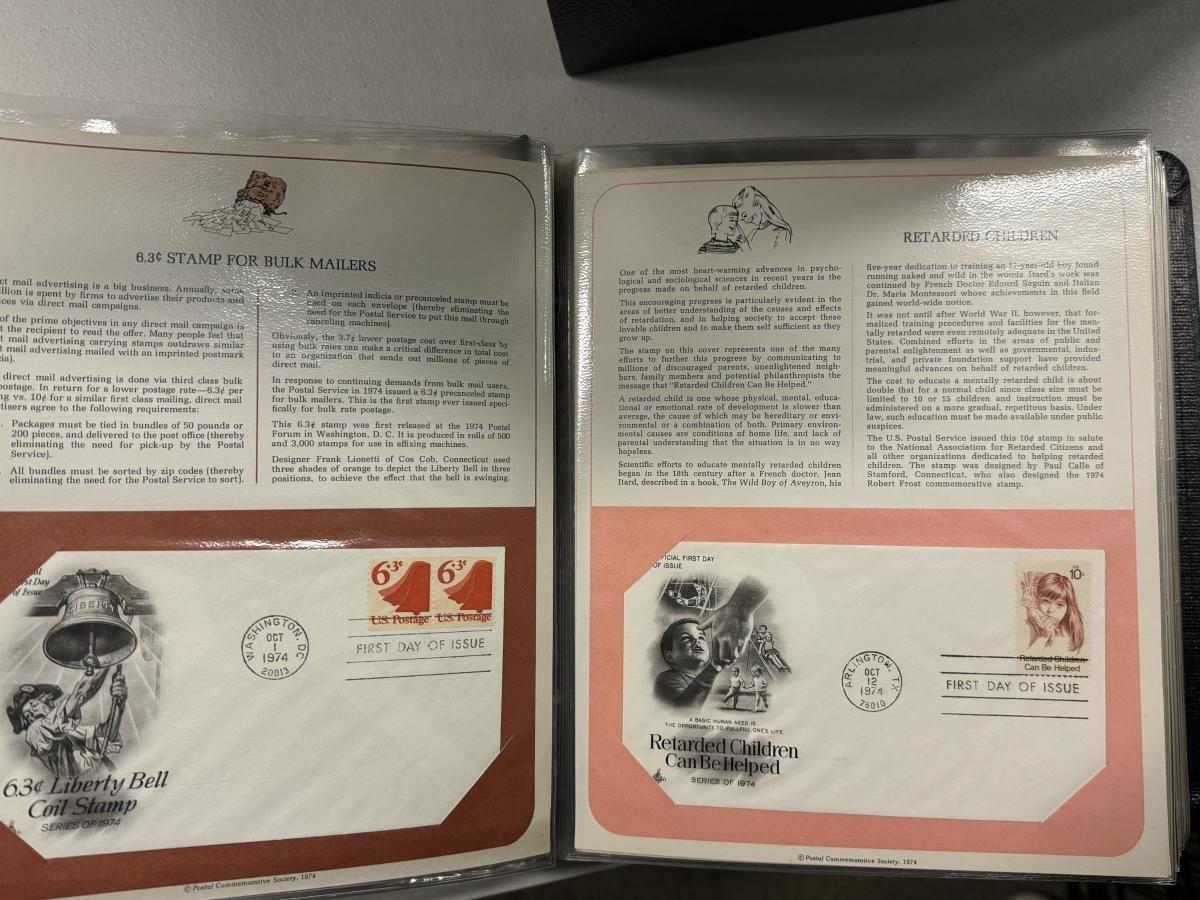 6.3¢ STAMP FOR BULK MAILERS
ct mail advertising is a big business. Annually, some
illion is spent by firms to advertise their products and
ces via direct mail campaigns.
of the prime objectives in any direct mail campaign is
t the recipient to read the offer. Many people feel that
t mail advertising carrying stamps outdraws similar
t mail advertising mailed with an imprinted postmark
ia).
direct mail advertising is done via third class bulk
postage. In return for a lower postage rate—6.3¢ per
ng vs. 10¢ for a similar first class mailing, direct mail
tisers agree to the following requirements:
Packages must be tied in bundles of 50 pounds or
200 pieces, and delivered to the post office (thereby
eliminating the need for pick-up by the Postal
Service).
All bundles must be sorted by zip codes (thereby
eliminating the need for the Postal Service to sort).
An imprinted indicia or precanceled stamp must be
used on each envelope (thereby eliminating the
need for the Postal Service to put this mail through
canceling machines).
Obviously, the 3.7¢ lower postage cost over first-class by
using bulk rates can make a critical difference in total cost
to an organization that sends out millions of pieces of
direct mail.
In response to continuing demands from bulk mail users,
the Postal Service in 1974 issued a 6.3¢ precanceled stamp
for bulk mailers. This is the first stamp ever issued speci-
fically for bulk rate postage.
This 6.3¢ stamp was first released at the 1974 Postal
Forum in Washington, D. C. It is produced in rolls of 500
and 3,000 stamps for use in affixing machines.
Designer Frank Lionetti of Cos Cob, Connecticut used
three shades of orange to depict the Liberty Bell in three
positions, to achieve the effect that the bell is swinging.
st Day
of Issue
LIBERT
WASHINGTON, DC
OCT
1
1974
20013
6.3¢ 6.3¢
U.S. Postage U.S. Postage
FIRST DAY OF ISSUE
6.3¢ Liberty Bell
Coil Stamp
SERIES OF 1974
© Postal Commemorative Society, 1974
RETARDED CHILDREN
One of the most heart-warming advances in psycho-
logical and sociological sciences in recent years is the
progress made on behalf of retarded children.
This encouraging progress is particularly evident in the
areas of better understanding of the causes and effects
of retardation, and in helping society to accept these
lovable children and to make them self sufficient as they
grow up.
The stamp on this cover represents one of the many
efforts to further this progress by communicating to
millions of discouraged parents, unenlightened neigh-
bors, family members and potential philanthropists the
message that "Retarded Children Can Be Helped."
A retarded child is one whose physical, mental, educa-
tional or emotional rate of development is slower than
average, the cause of which may be hereditary or envi-
ronmental or a combination of both. Primary environ-
mental causes are conditions of home life, and lack of
parental understanding that the situation is in no way
hopeless.
Scientific efforts to educate mentally retarded children
began in the 18th century after a French doctor, Jean
Itard, described in a book, The Wild Boy of Aveyron, his
five-year dedication to training an 11-year-old boy found
running naked and wild in the woods. Itard's work was
continued by French Doctor Edourd Seguin and Italian
Dr. Maria Montessori whose achievements in this field
gained world-wide notice.
It was not until after World War II, however, that for-
malized training procedures and facilities for the men-
tally retarded were even remotely adequate in the United
States. Combined efforts in the areas of public and
parental enlightenment as well as governmental, indus-
trial, and private foundation support have provided
meaningful advances on behalf of retarded children.
The cost to educate a mentally retarded child is about
double that for a normal child since class size must be
limited to 10 or 15 children and instruction must be
administered on a more gradual, repetitous basis. Under
law, such education must be made available under public
auspices.
The U.S. Postal Service issued this 10¢ stamp in salute
to the National Association for Retarded Citizens and
all other organizations dedicated to helping retarded
children. The stamp was designed by Paul Calle of
Stamford, Connecticut, who also designed the 1974
Robert Frost commemorative stamp.
ICIAL FIRST DAY
OF ISSUE
A BASIC HUMAN NEED IS
THE OPPORTUNITY TO FULLFILL ONE'S LIFE
Retarded Children
Can Be Helped
SERIES OF 1974
ARLINGTON, TX
OCT
12
1974
76010
10c
Retarded Children
Can Be Helped
FIRST DAY OF ISSUE
© Postal Commemorative Society, 1974